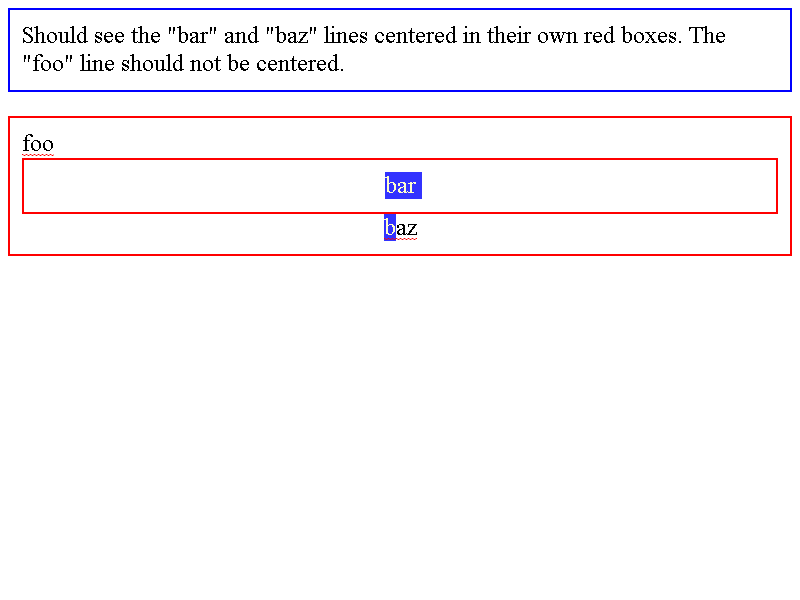 Should see the "bar" and "baz" lines centered in their own red boxes. The
"foo" line should not be centered.
foo
bar
baz